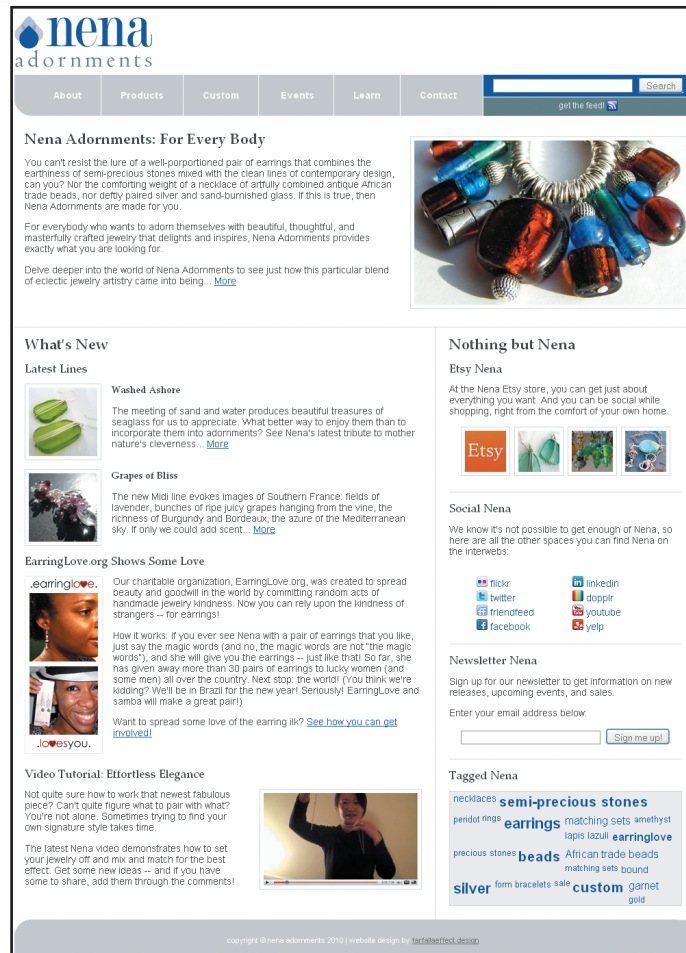 nena
adornments
About Products Custom Events Learn Contact
Search
get the feed!
Nena Adornments: For Every Body
You can't resist the lure of a well-porportioned pair of earrings that combines the
earthiness of semi-precious stones mixed with the clean lines of contemporary design,
can you? Nor the comforting weight of a necklace of artfully combined antique African
trade beads, nor deftly paired silver and sand-burnished glass. If this is true, then
Nena Adornments are made for you.
For everybody who wants to adorn themselves with beautiful, thoughtful, and
masterfully crafted jewelry that delights and inspires, Nena Adornments provides
exactly what you are looking for.
Delve deeper into the world of Nena Adornments to see just how this particular blend
of eclectic jewelry artistry came into being... More
What's New
Latest Lines
Washed Ashore
The meeting of sand and water produces beautiful treasures of
seaglass for us to appreciate. What better way to enjoy them than to
incorporate them into adornments? See Nena's latest tribute to mother
nature's cleverness... More
Grapes of Bliss
The new Midi line evokes images of Southern France: fields of
lavender, bunches of ripe juicy grapes hanging from the vine, the
richness of Burgundy and Bordeaux, the azure of the Mediterranean
sky. If only we could add scent... More
EarringLove.org Shows Some Love
.earringlove.
.lovesyou.
Our charitable organization, EarringLove.org, was created to spread
beauty and goodwill in the world by committing random acts of
handmade jewelry kindness. Now you can rely upon the kindness of
strangers -- for earrings!
How it works: if you ever see Nena with a pair of earrings that you like,
just say the magic words (and no, the magic words are not "the magic
words"), and she will give you the earrings -- just like that! So far, she
has given away more than 30 pairs of earrings to lucky women (and
some men) all over the country. Next stop: the world! (You think we're
kidding? We'll be in Brazil for the new year! Seriously! EarringLove and
samba will make a great pair!)
Want to spread some love of the earring ilk? See how you can get
involved!
Video Tutorial: Effortless Elegance
Not quite sure how to work that newest fabulous
piece? Can't quite figure what to pair with what?
You're not alone. Sometimes trying to find your
own signature style takes time.
The latest Nena video demonstrates how to set
your jewelry off and mix and match for the best
effect. Get some new ideas -- and if you have
some to share, add them through the comments!
Nothing but Nena
Etsy Nena
At the Nena Etsy store, you can get just about
everything you want. And you can be social while
shopping, right from the comfort of your own home.
Etsy
Social Nena
We know it's not possible to get enough of Nena, so
here are all the other spaces you can find Nena on
the interwebs:
flickr linkedin
twitter dopplr
friendfeed youtube
facebook yelp
Newsletter Nena
Sign up for our newsletter to get information on new
releases, upcoming events, and sales.
Enter your email address below:
Sign me up!
Tagged Nena
necklaces semi-precious stones
peridot rings earrings matching sets amethyst
lapis lazuli earringlove
precious stones beads African trade beads
matching sets bound
silver form bracelets sale custom garnet
gold
copyright © nena adornments 2010 | website design by farfallaeffect design